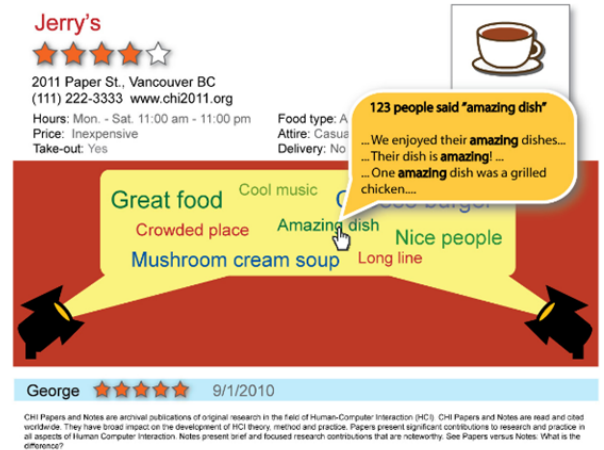 Jerry's
2011 Paper St., Vancouver BC
(111) 222-3333  www.chi2011.org
Hours: Mon. - Sat. 11:00 am - 11:00 pm
Food type: A
Price: Inexpensive
Attire: Casua
Take-out: Yes
Delivery: No
123 people said "amazing dish"
...We enjoyed their amazing dishes...
...Their dish is amazing! ...
...One amazing dish was a grilled
chicken....
Great food
Cool music
burger
Crowded place
Amazing dish
Nice people
Mushroom cream soup
Long line
George
9/1/2010
CHI Papers and Notes are archival publications of original research in the field of Human-Computer Interaction (HCI)  CHI Papers and Notes are read and cited
worldwide. They have broad impact on the development of HCI theory, method and practice. Papers present significant contributions to research and practice in
all aspects of Human Computer Interaction. Notes present brief and focused research contributions that are noteworthy. See Papers versus Notes: What is the
difference?